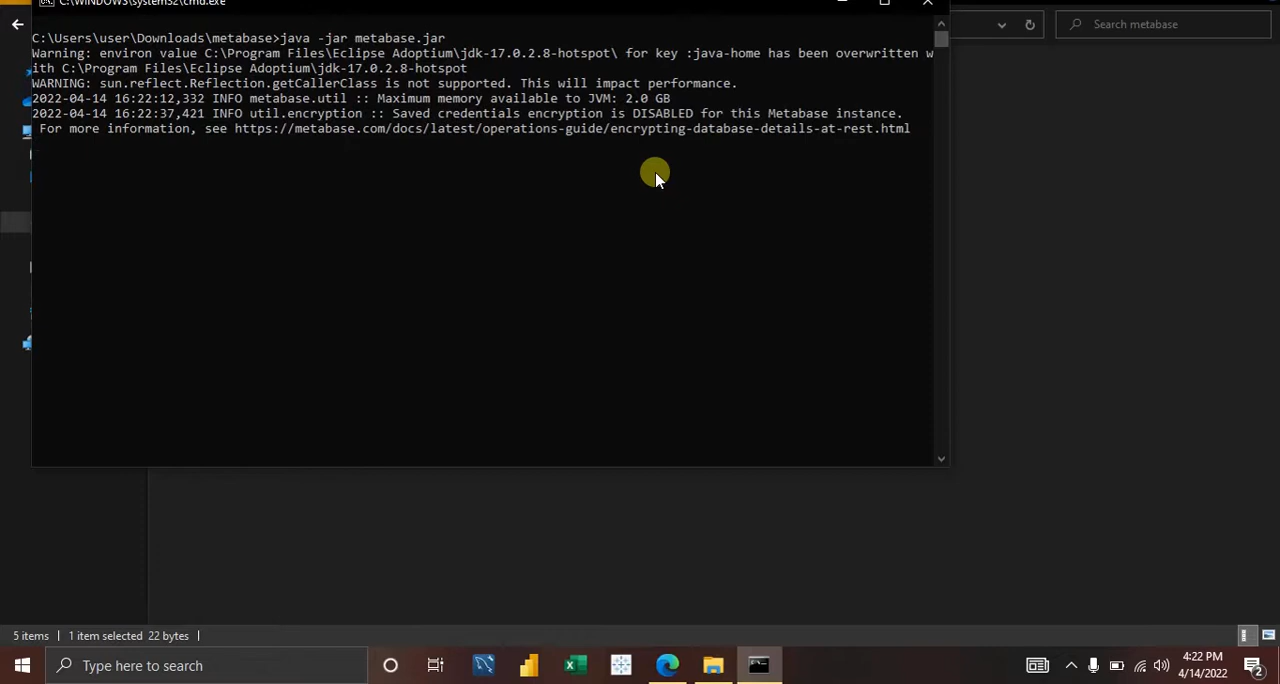 C:\WINDOWS\system32\cmd.exe
Search metabase
C:\Users\user\Downloads\metabase>java -jar metabase.jar
Warning: environ value C:\Program Files\Eclipse Adoptium\jdk-17.0.2.8-hotspot\ for key :java-home has been overwritten w
ith C:\Program Files\Eclipse Adoptium\jdk-17.0.2.8-hotspot
WARNING: sun.reflect.Reflection.getCallerClass is not supported. This will impact performance.
2022-04-14 16:22:12,332 INFO metabase.util :: Maximum memory available to JVM: 2.0 GB
2022-04-14 16:22:37,421 INFO util.encryption :: Saved credentials encryption is DISABLED for this Metabase instance.
For more information, see https://metabase.com/docs/latest/operations-guide/encrypting-database-details-at-rest.html
5 items | 1 item selected 22 bytes |
Type here to search
4:22 PM
4/14/2022
2